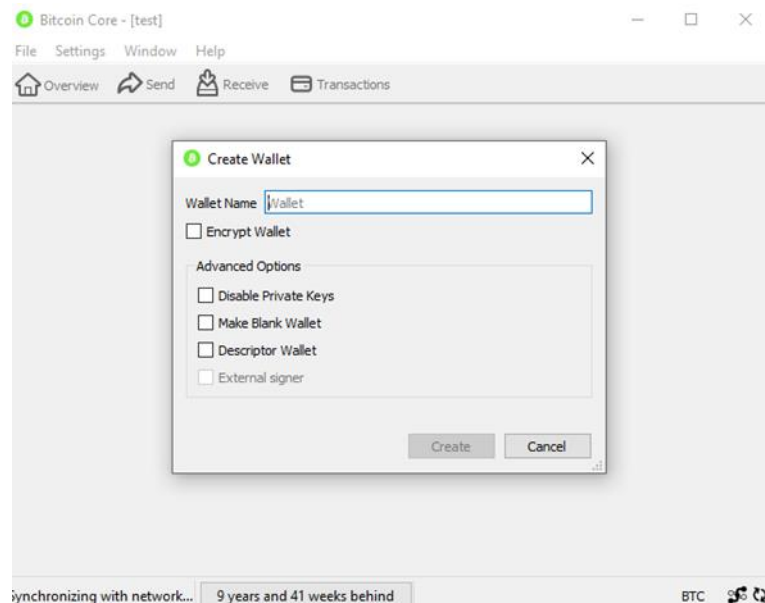 Bitcoin Core - [test]
File Settings Window Help
Overview Send Receive Transactions
Create Wallet
Wallet Name Wallet
Encrypt Wallet
Advanced Options
Disable Private Keys
Make Blank Wallet
Descriptor Wallet
External signer
Create Cancel
Synchronizing with network... 9 years and 41 weeks behind BTC